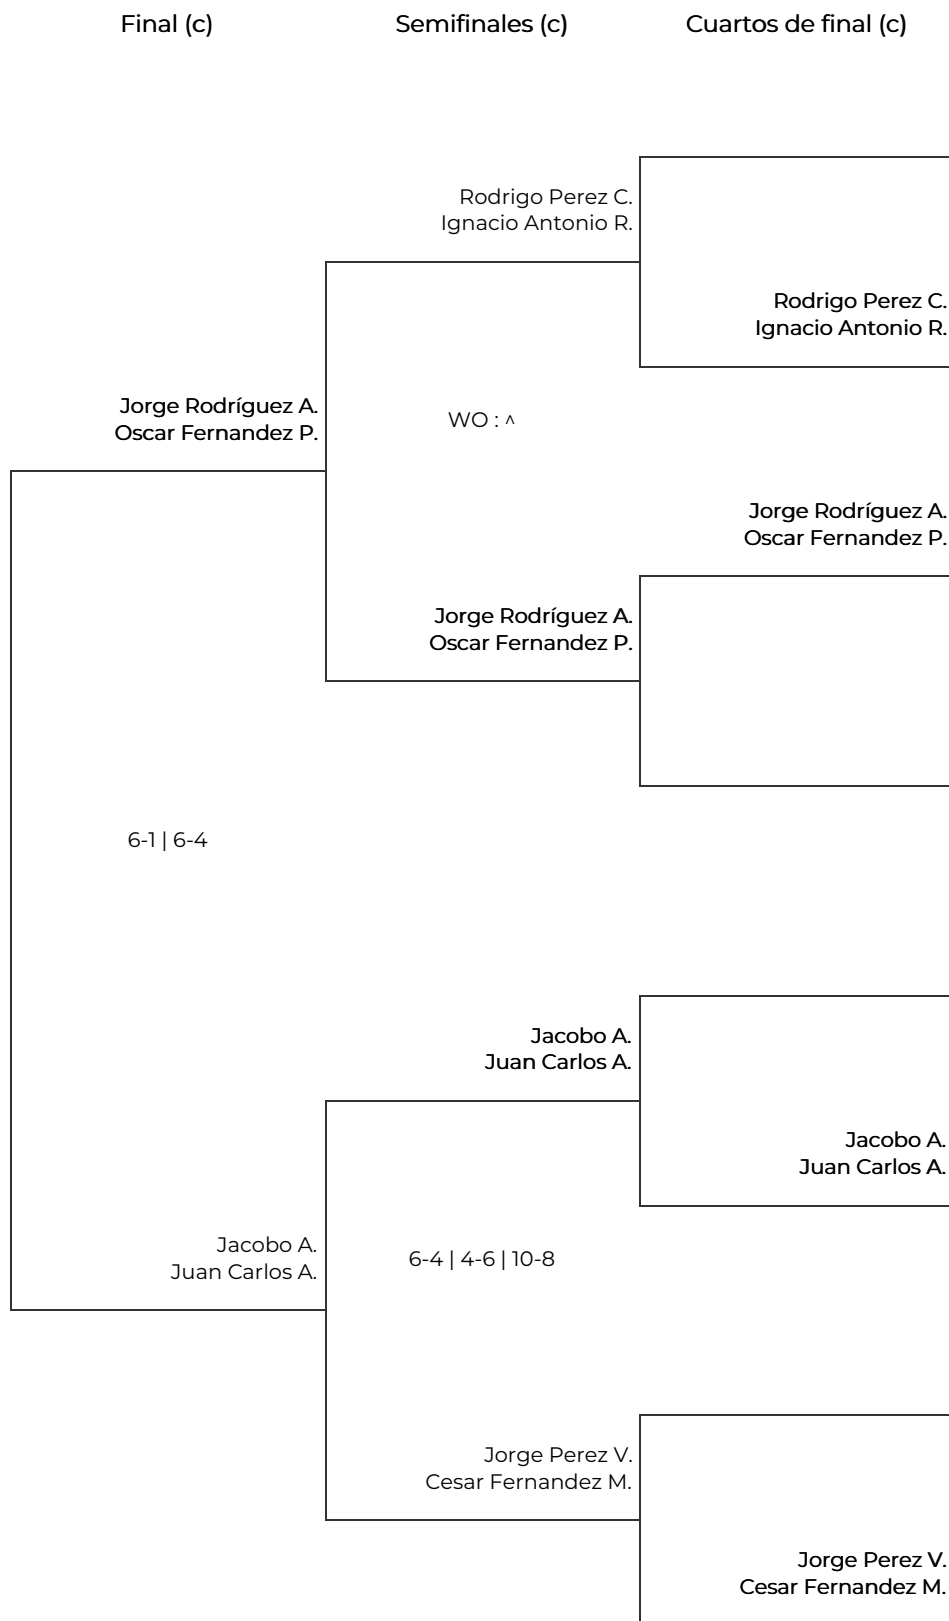 Final (c) Semifinales (c) Cuartos de final (c)
Rodrigo Perez C.
Ignacio Antonio R.
Rodrigo Perez C.
Ignacio Antonio R.
Jorge Rodríguez A.
Oscar Fernandez P.
WO : ^
Jorge Rodríguez A.
Oscar Fernandez P.
Jorge Rodríguez A.
Oscar Fernandez P.
6-1 | 6-4
Jacobo A.
Juan Carlos A.
Jacobo A.
Juan Carlos A.
Jacobo A.
Juan Carlos A.
6-4 | 4-6 | 10-8
Jorge Perez V.
Cesar Fernandez M.
Jorge Perez V.
Cesar Fernandez M.